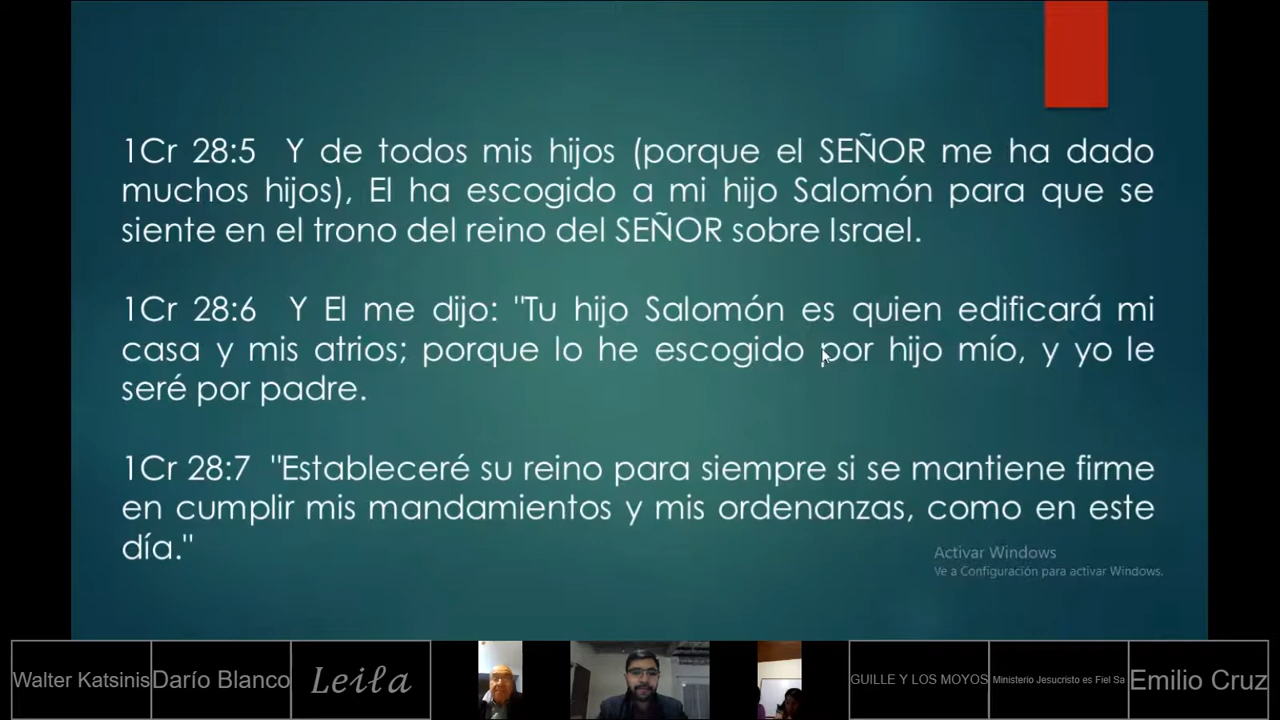 1Cr 28:5 Y de todos mis hijos (porque el SEÑOR me ha dado
muchos hijos), El ha escogido a mi hijo Salomón para que se
siente en el trono del reino del SEÑOR sobre Israel.
1Cr 28:6 Y El me dijo: "Tu hijo Salomón es quien edificará mi
casa y mis atrios; porque lo he escogido por hijo mío, y yo le
seré por padre.
1Cr 28:7 "Estableceré su reino para siempre si se mantiene firme
en cumplir mis mandamientos y mis ordenanzas, como en este
día."
Activar Windows
Ve a Configuración para activar Windows.
Walter Katsinis
Darío Blanco
Leila
GUILLE Y LOS MOYOS
Ministerio Jesucristo es Fiel Sa
Emilio Cruz